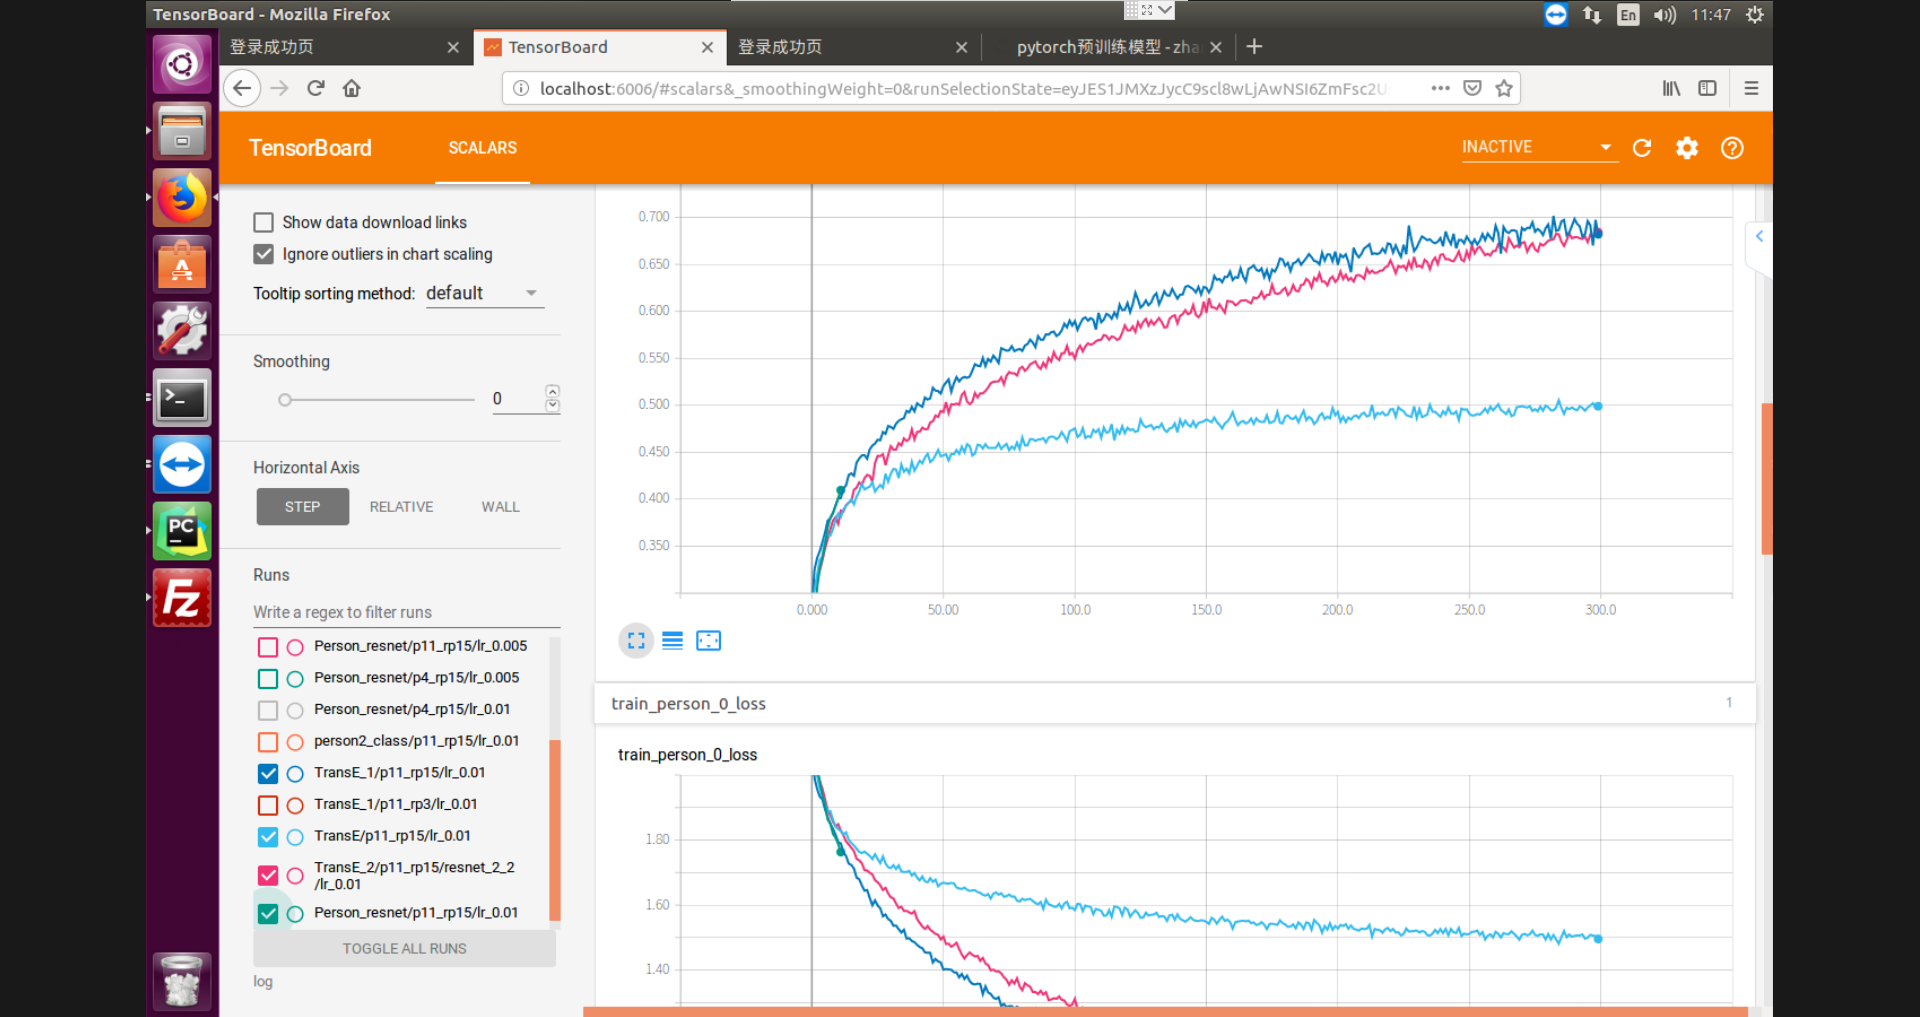 TensorBoard - Mozilla Firefox
En
11:47
登录成功页
TensorBoard
登录成功页
pytorch预训练模型 - zha
localhost:6006/#scalars&_smoothingWeight=0&runSelectionState=eyJES1JMXzJycC9scl8wLjAwNSI6ZmFsc2U
TensorBoard
SCALARS
INACTIVE
Show data download links
Ignore outliers in chart scaling
Tooltip sorting method: default
Smoothing
0
Horizontal Axis
STEP
RELATIVE
WALL
Runs
Write a regex to filter runs
Person_resnet/p11_rp15/lr_0.005
Person_resnet/p4_rp15/lr_0.005
Person_resnet/p4_rp15/lr_0.01
person2_class/p11_rp15/lr_0.01
TransE_1/p11_rp15/lr_0.01
TransE_1/p11_rp3/lr_0.01
TransE/p11_rp15/lr_0.01
TransE_2/p11_rp15/resnet_2_2
/lr_0.01
Person_resnet/p11_rp15/lr_0.01
TOGGLE ALL RUNS
log
0.700
0.650
0.600
0.550
0.500
0.450
0.400
0.350
0.000
50.00
100.0
150.0
200.0
250.0
300.0
train_person_0_loss
1
train_person_0_loss
1.80
1.60
1.40
PC
Fz